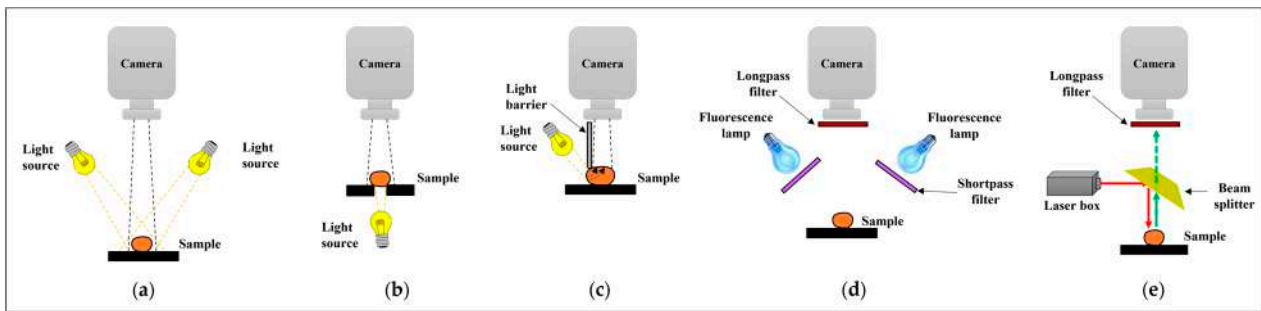 Camera
Light
source
Light
source
Sample
(a)
Camera
Sample
Light
source
(b)
Camera
Light
barrier
Light
source
Sample
(c)
Camera
Longpass
filter
Fluorescence
lamp
Fluorescence
lamp
Shortpass
filter
Sample
(d)
Camera
Longpass
filter
Laser box
Beam
splitter
Sample
(e)